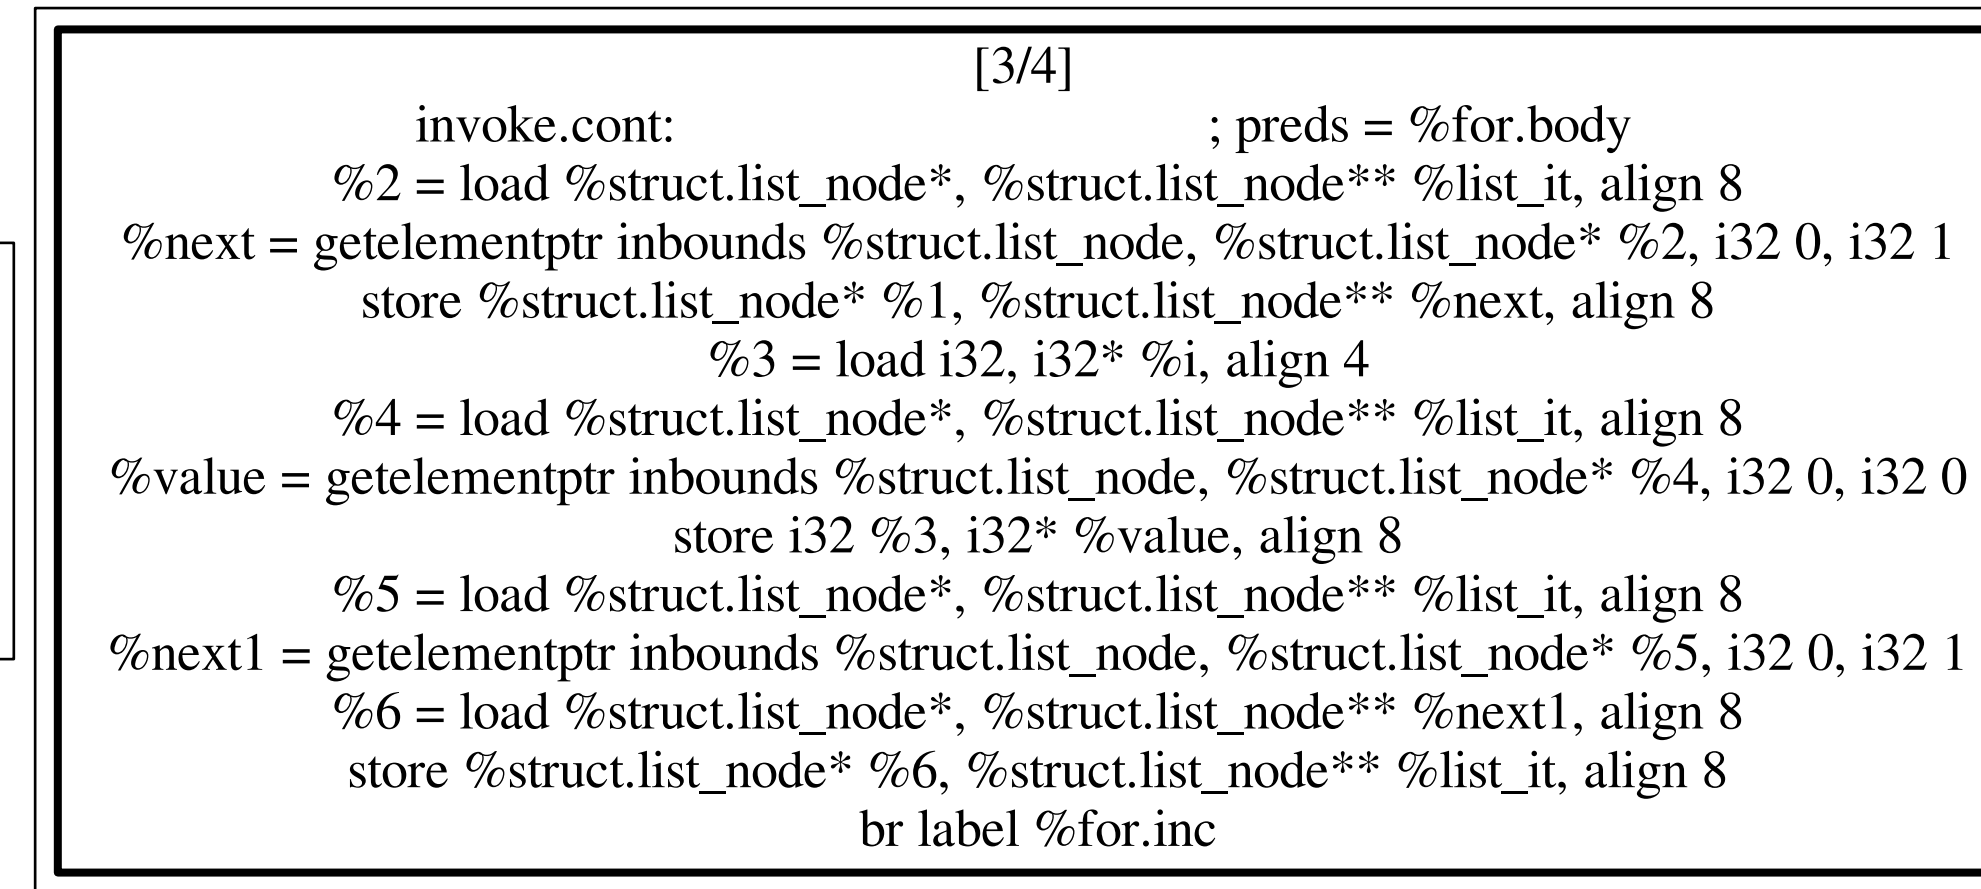 [3/4]
invoke.cont: ; preds = %for.body
%2 = load %struct.list_node*, %struct.list_node** %list_it, align 8
%next = getelementptr inbounds %struct.list_node, %struct.list_node* %2, i32 0, i32 1
store %struct.list_node* %1, %struct.list_node** %next, align 8
%3 = load i32, i32* %i, align 4
%4 = load %struct.list_node*, %struct.list_node** %list_it, align 8
%value = getelementptr inbounds %struct.list_node, %struct.list_node* %4, i32 0, i32 0
store i32 %3, i32* %value, align 8
%5 = load %struct.list_node*, %struct.list_node** %list_it, align 8
%next1 = getelementptr inbounds %struct.list_node, %struct.list_node* %5, i32 0, i32 1
%6 = load %struct.list_node*, %struct.list_node** %next1, align 8
store %struct.list_node* %6, %struct.list_node** %list_it, align 8
br label %for.inc